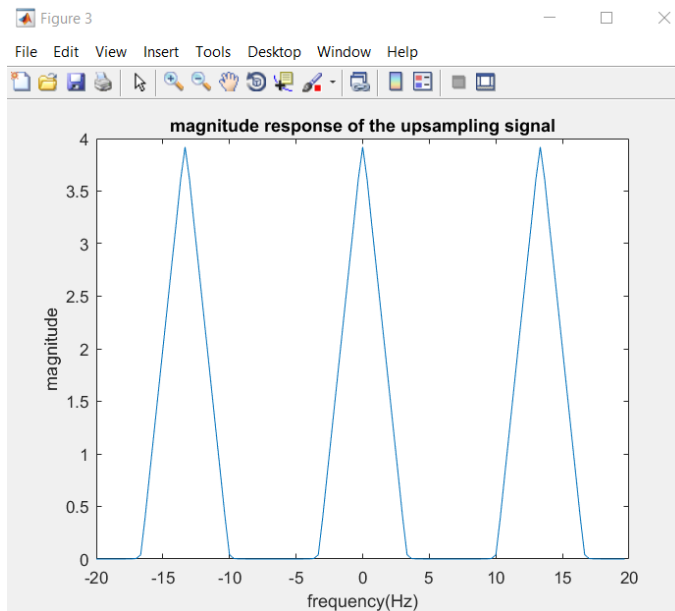 Figure 3
File Edit View Insert Tools Desktop Window Help
magnitude response of the upsampling signal
4
3.5
3
2.5
2
1.5
1
0.5
0
magnitude
-20 -15 -10 -5 0 5 10 15 20
frequency(Hz)